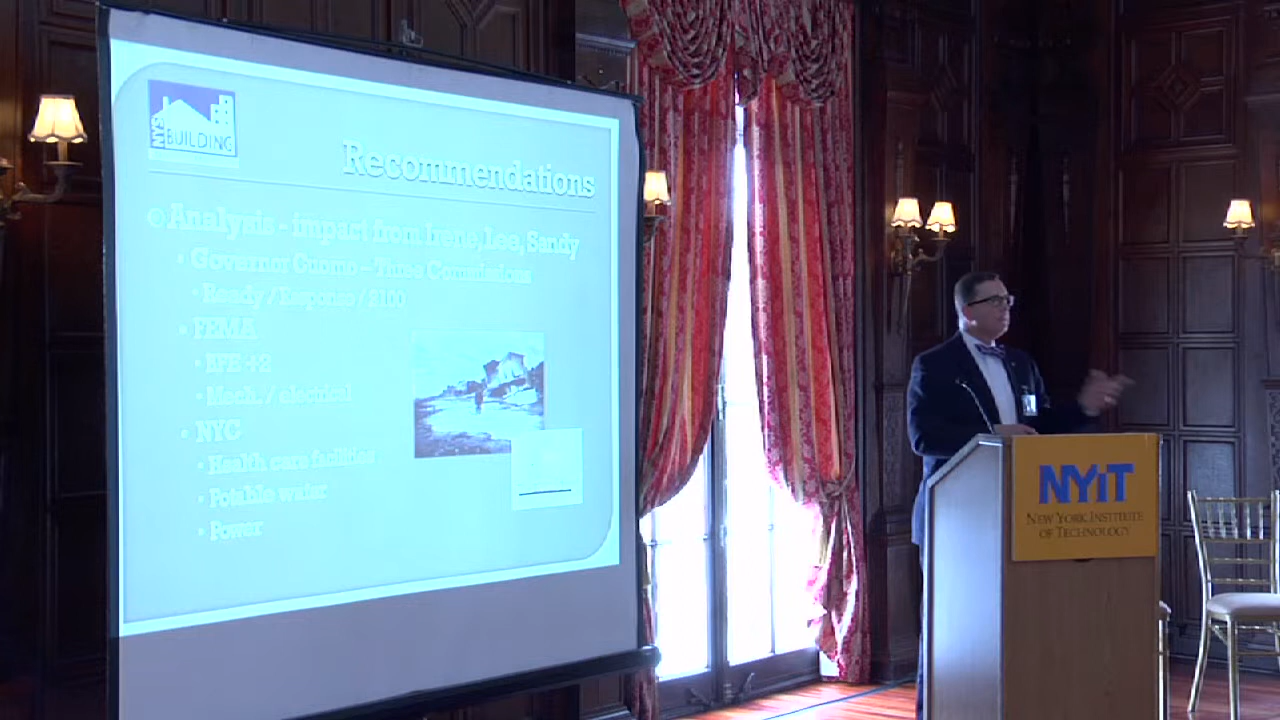 NYS
BUILDING
Recommendations
Analysis - impact from Irene, Lee, Sandy
Governor Cuomo - Three Commissions
Ready / Response / 2100
FEMA
BFE +2
Mech. / electrical
NYC
Health care facilities
Potable water
Power
NYiT
NEW YORK INSTITUTE
OF TECHNOLOGY